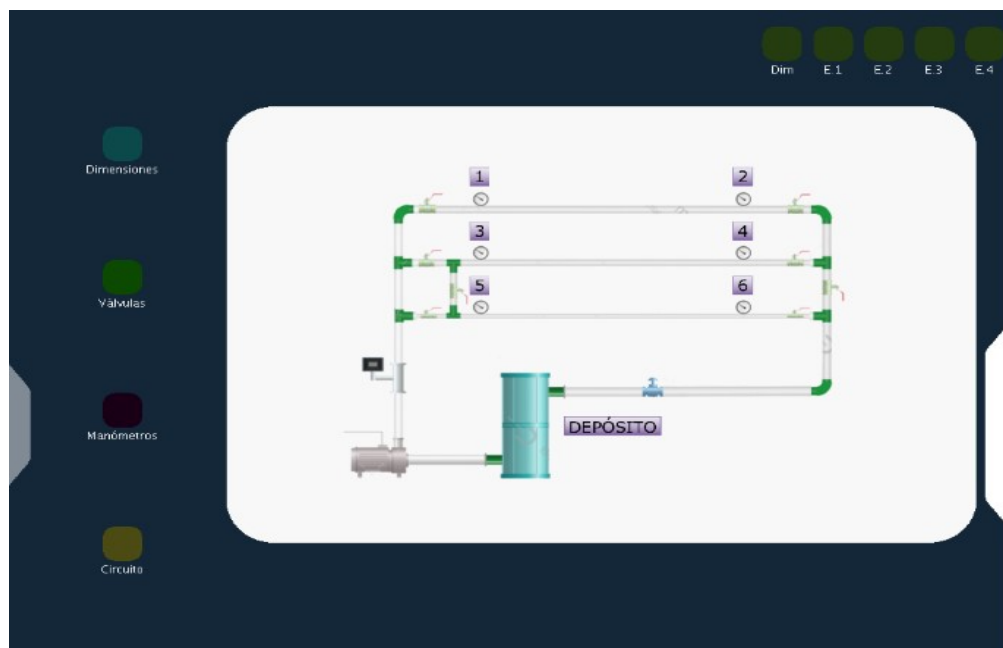 Dim E.1 E.2 E.3 E.4
Dimensiones
Válvulas
Manómetros
Circuito
1 2
3 4
5 6
DEPÓSITO